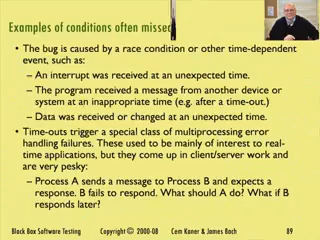 Examples of conditions often missed
• The bug is caused by a race condition or other time-dependent
event, such as:
– An interrupt was received at an unexpected time.
– The program received a message from another device or
system at an inappropriate time (e.g. after a time-out.)
– Data was received or changed at an unexpected time.
• Time-outs trigger a special class of multiprocessing error
handling failures. These used to be mainly of interest to real-
time applications, but they come up in client/server work and
are very pesky:
– Process A sends a message to Process B and expects a
response. B fails to respond. What should A do? What if B
responds later?
Black Box Software Testing Copyright © 2000-08 Cem Kaner & James Bach 89